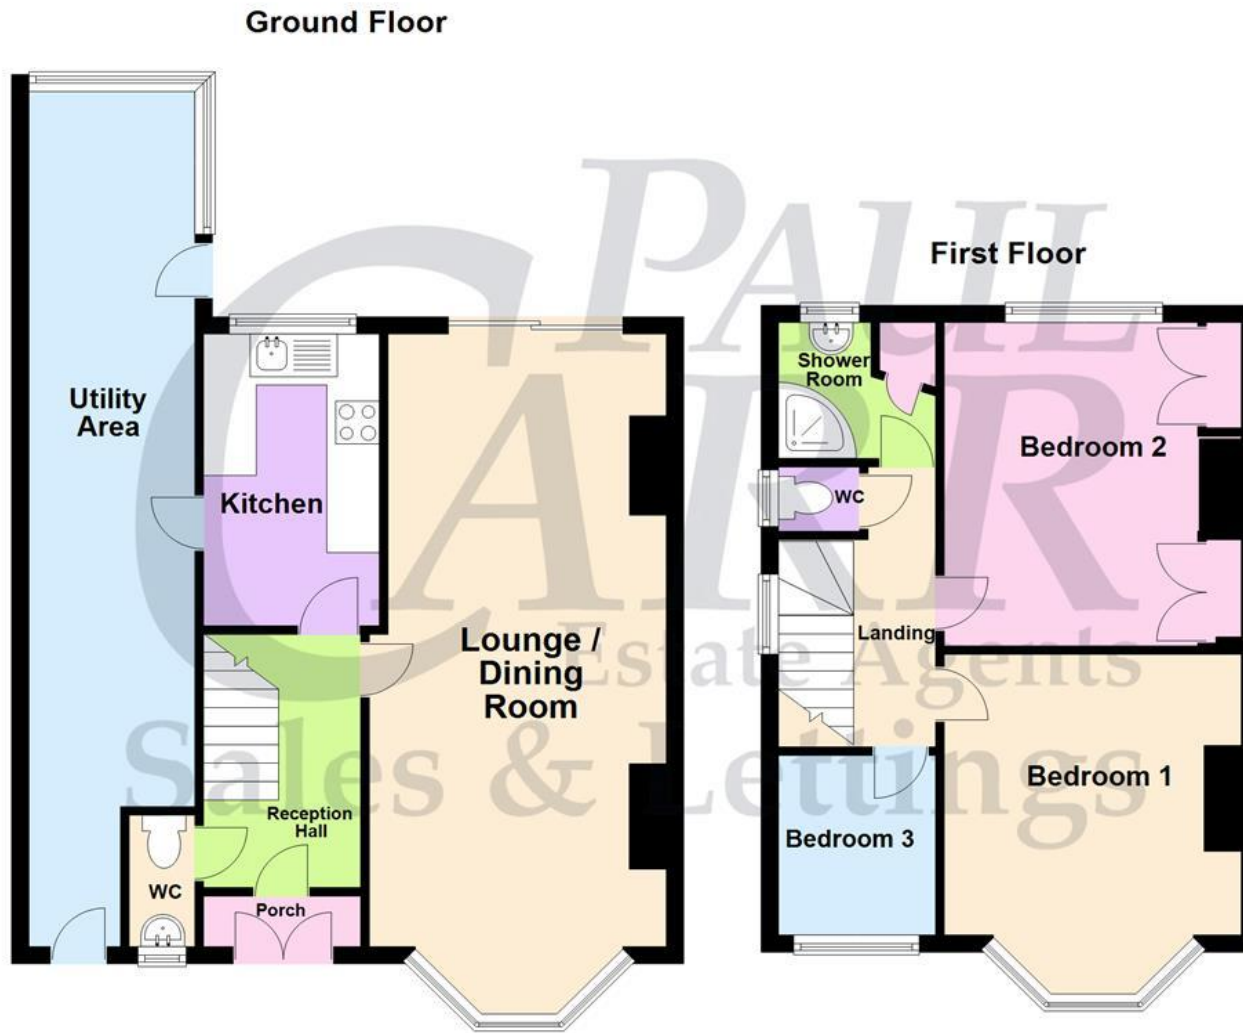 Ground Floor
First Floor
PAUL
CARR
Estate Agents
Sales & Lettings
Utility
Area
Kitchen
Lounge /
Dining
Room
Reception
Hall
WC
Porch
Shower
Room
WC
Bedroom 2
Landing
Bedroom 1
Bedroom 3